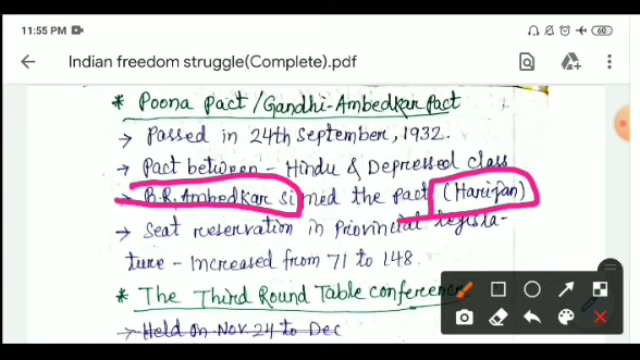 11:55 PM
60
Indian freedom struggle(Complete).pdf
* Poona Pact/Gandhi-Ambedkar Pact
→ Passed in 24th September, 1932.
→ Pact between - Hindu & Depressed class
→ B.R. Ambedkar signed the pact (Harijan)
→ Seat reservation in Provincial legisla-
ture - Increased from 71 to 148.
* The Third Round Table conference
→ Held on Nov 24 to Dec